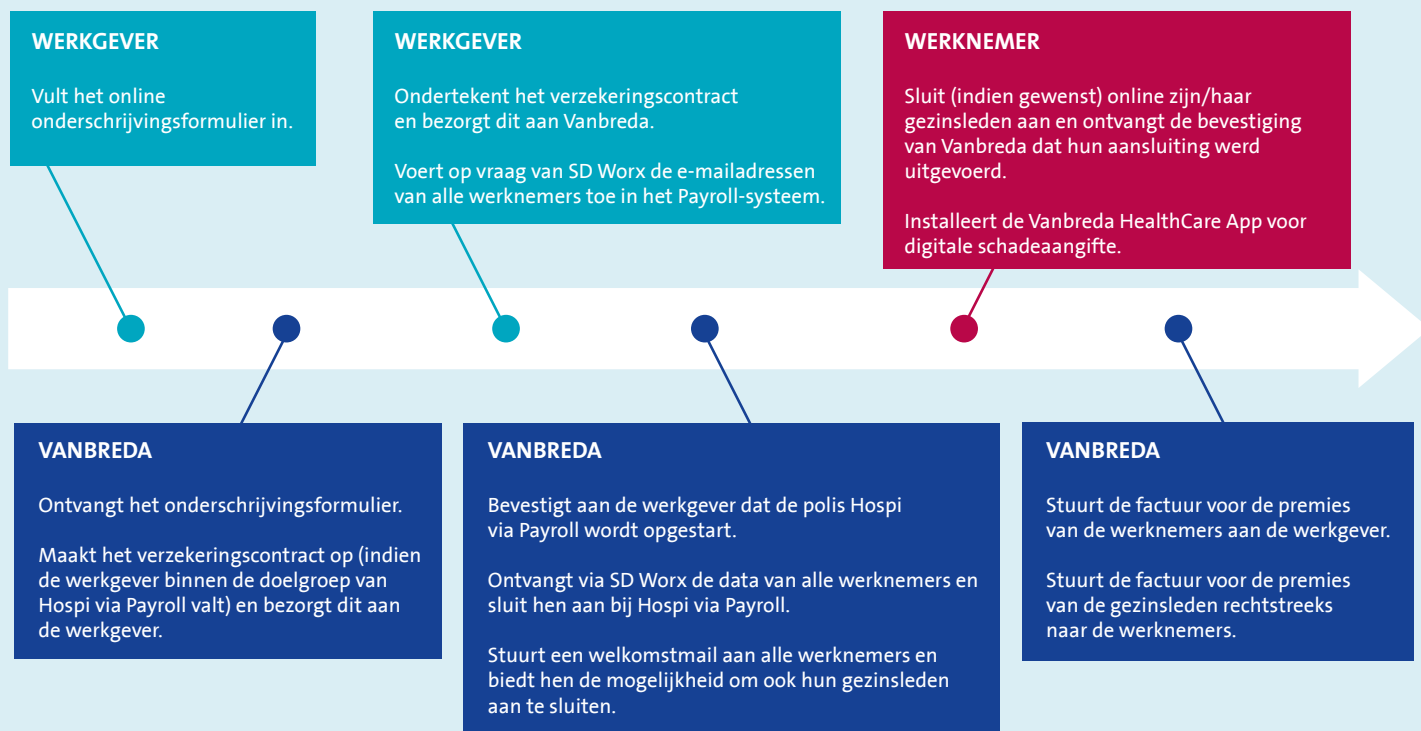 WERKGEVER
Vult het online
onderschrijvingsformulier in.
WERKGEVER
Ondertekent het verzekeringscontract
en bezorgt dit aan Vanbreda.
Voert op vraag van SD Worx de e-mailadressen
van alle werknemers toe in het Payroll-systeem.
WERKNEMER
Sluit (indien gewenst) online zijn/haar
gezinsleden aan en ontvangt de bevestiging
van Vanbreda dat hun aansluiting werd
uitgevoerd.
Installeert de Vanbreda HealthCare App voor
digitale schadeaangifte.
VANBREDA
Ontvangt het onderschrijvingsformulier.
Maakt het verzekeringscontract op (indien
de werkgever binnen de doelgroep van
Hospi via Payroll valt) en bezorgt dit aan
de werkgever.
VANBREDA
Bevestigt aan de werkgever dat de polis Hospi
via Payroll wordt opgestart.
Ontvangt via SD Worx de data van alle werknemers en
sluit hen aan bij Hospi via Payroll.
Stuurt een welkomstmail aan alle werknemers en
biedt hen de mogelijkheid om ook hun gezinsleden
aan te sluiten.
VANBREDA
Stuurt de factuur voor de premies
van de werknemers aan de werkgever.
Stuurt de factuur voor de premies
van de gezinsleden rechtstreeks
naar de werknemers.